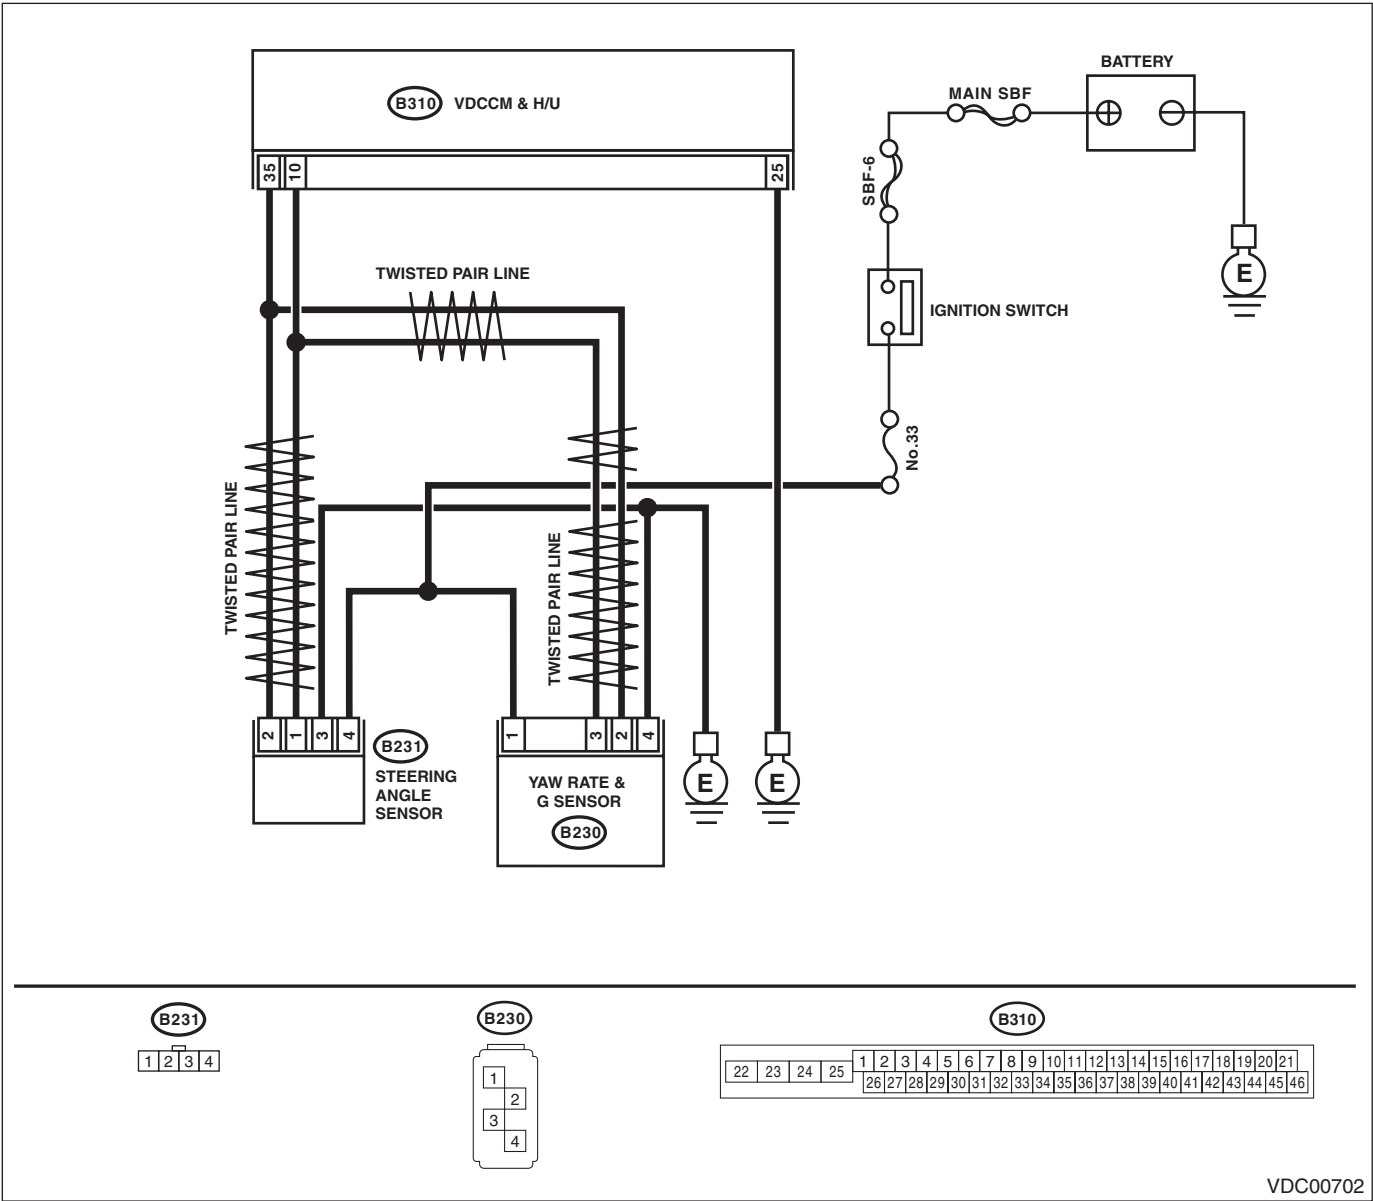 BATTERY
MAIN SBF
B310 VDCCM & H/U
SBF-6
35 10 25
TWISTED PAIR LINE
E
IGNITION SWITCH
No.33
TWISTED PAIR LINE
TWISTED PAIR LINE
2 1 3 4
1 3 2 4
B231
STEERING
ANGLE
SENSOR
YAW RATE &
G SENSOR
B230
E
E
B231
1 2 3 4
B230
1
2
3
4
B310
1 2 3 4 5 6 7 8 9 10 11 12 13 14 15 16 17 18 19 20 21
22 23 24 25
26 27 28 29 30 31 32 33 34 35 36 37 38 39 40 41 42 43 44 45 46
VDC00702